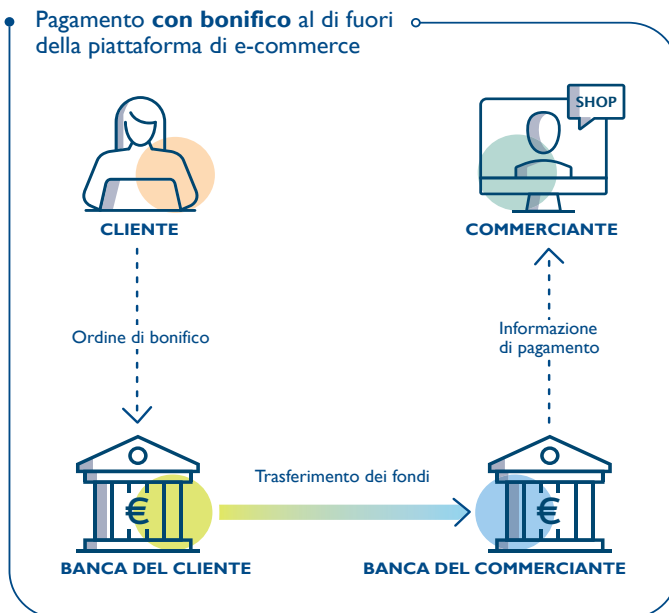 Pagamento con bonifico al di fuori
della piattaforma di e-commerce
SHOP
CLIENTE
COMMERCIANTE
Ordine di bonifico
Informazione
di pagamento
Trasferimento dei fondi
€
€
BANCA DEL CLIENTE
BANCA DEL COMMERCIANTE